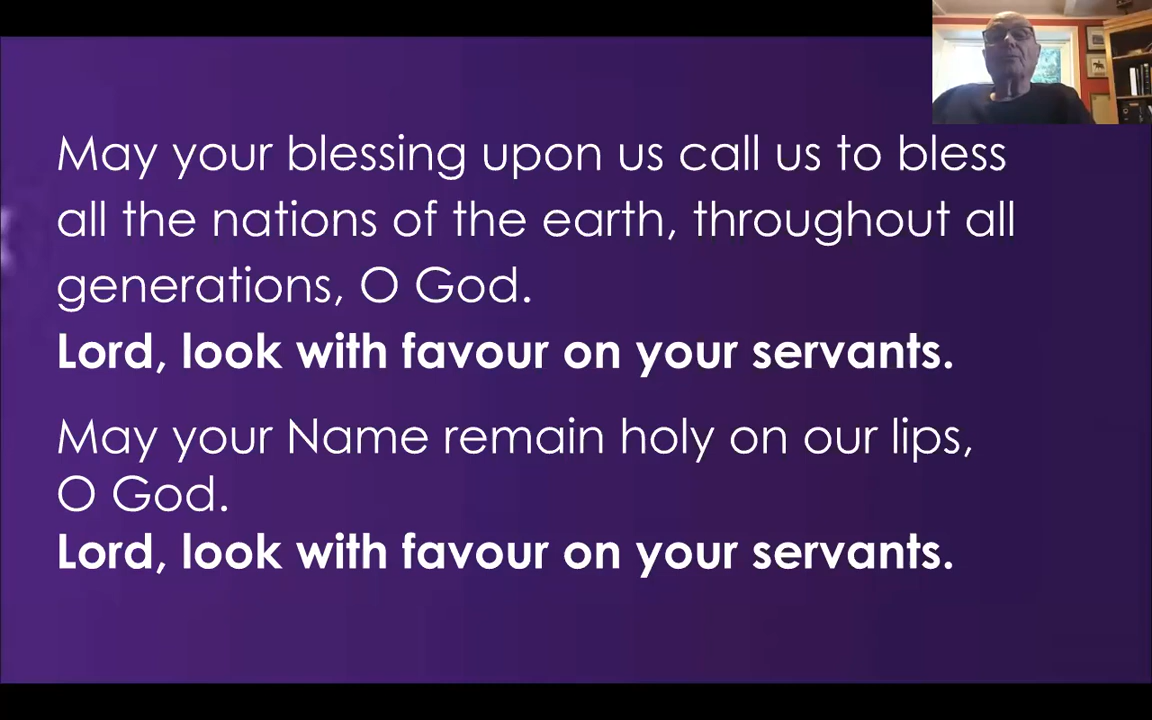 May your blessing upon us call us to bless
all the nations of the earth, throughout all
generations, O God.
Lord, look with favour on your servants.
May your Name remain holy on our lips,
O God.
Lord, look with favour on your servants.